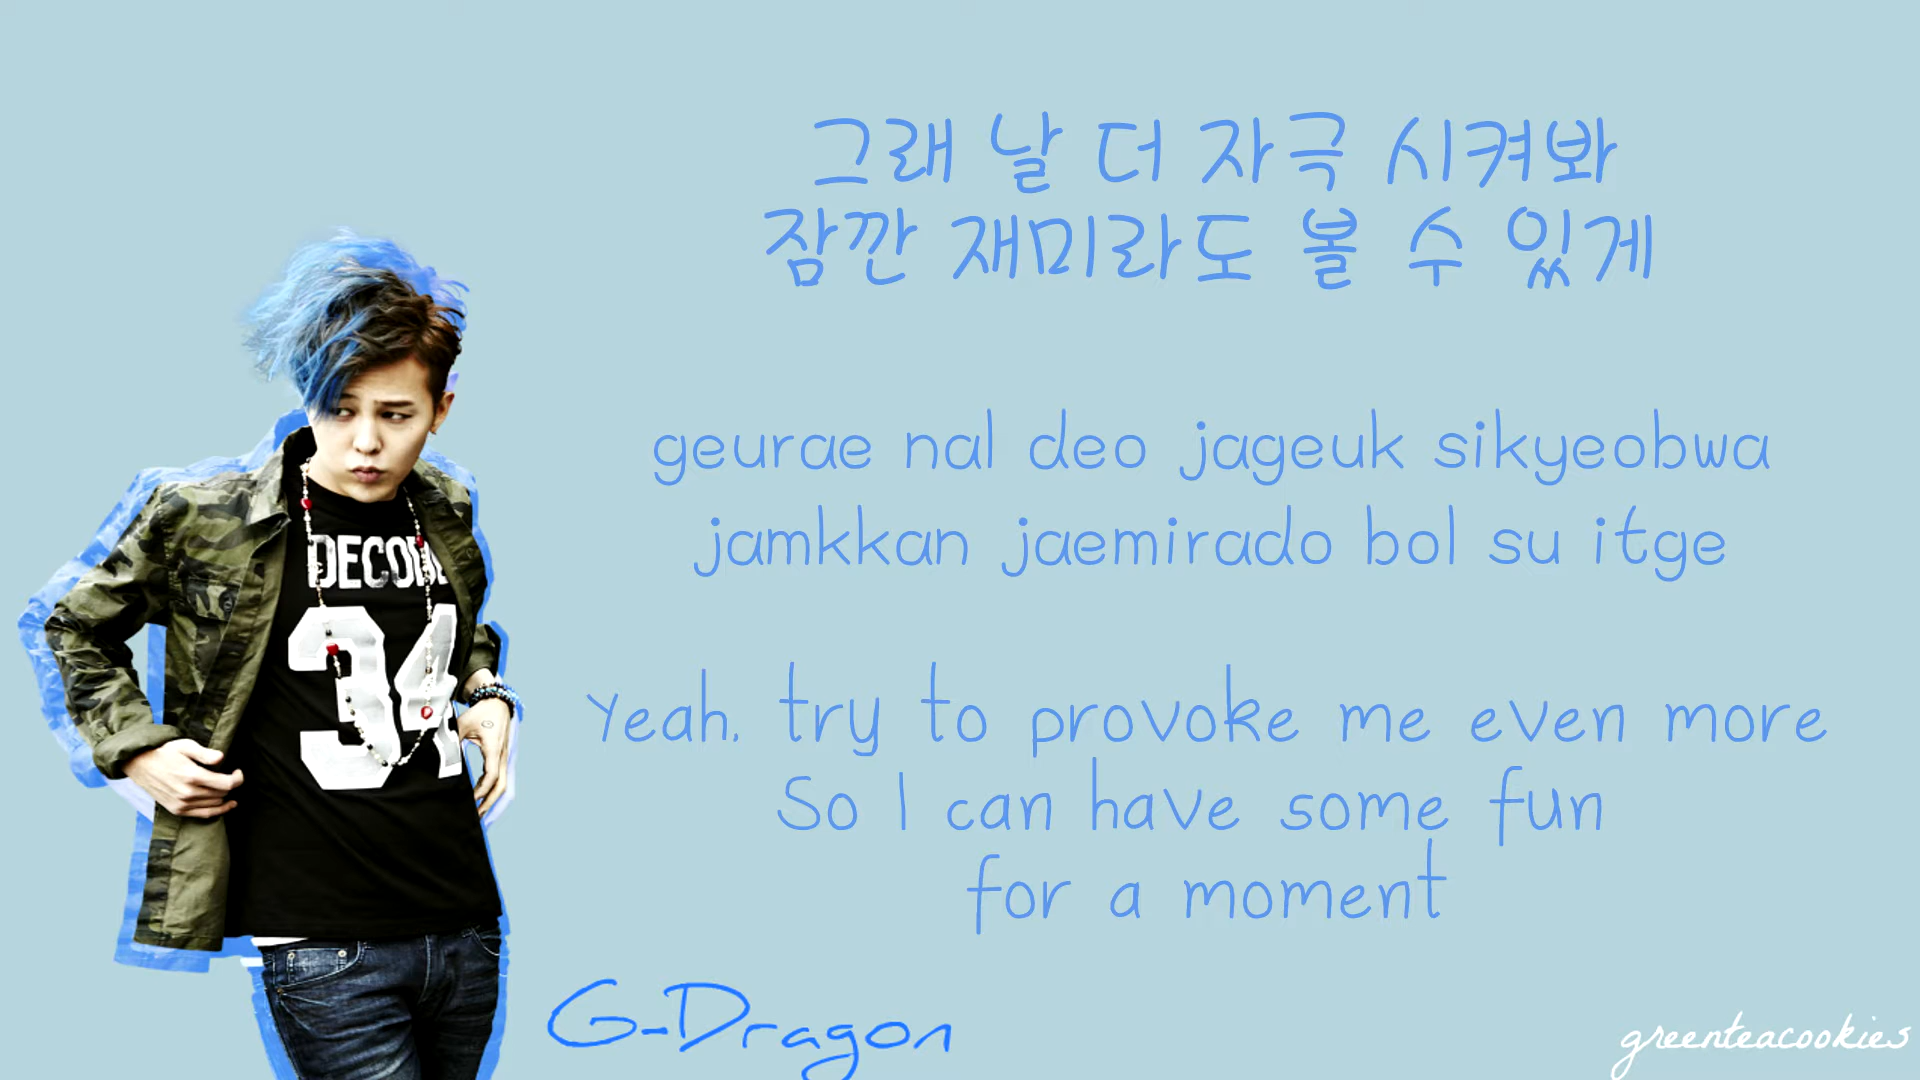 그래 날 더 자극 시켜봐
잠깐 재미라도 볼 수 있게
geurae nal deo jageuk sikyeobwa
jamkkan jaemirado bol su itge
Yeah, try to provoke me even more
So I can have some fun
for a moment
34
G-Dragon
greenteacookies